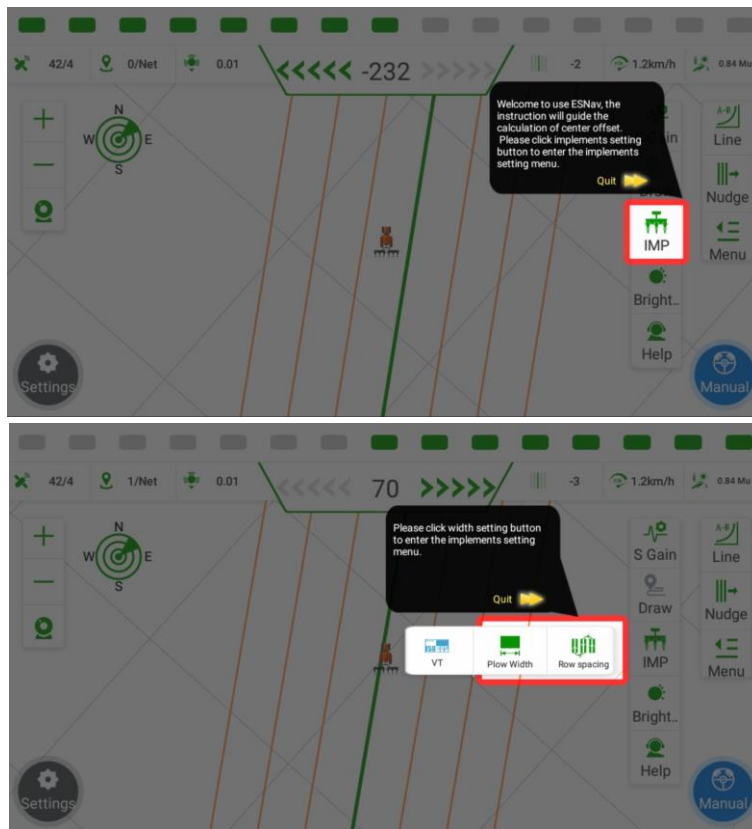 42/4
0/Net
0.01
-232
-2
1.2km/h
0.84 Mu
N
W
E
S
Welcome to use ESNav, the
instruction will guide the
calculation of center offset.
Please click implements setting
button to enter the implements
setting menu.
Quit
A-B
Line
Nudge
IMP
Menu
Bright..
Help
Settings
Manual
42/4
1/Net
0.01
70
-3
1.2km/h
0.84 Mu
N
W
E
S
Please click width setting button
to enter the implements setting
menu.
Quit
S Gain
A-B
Line
Draw
Nudge
VT
Plow Width
Row spacing
IMP
Menu
Bright..
Help
Settings
Manual